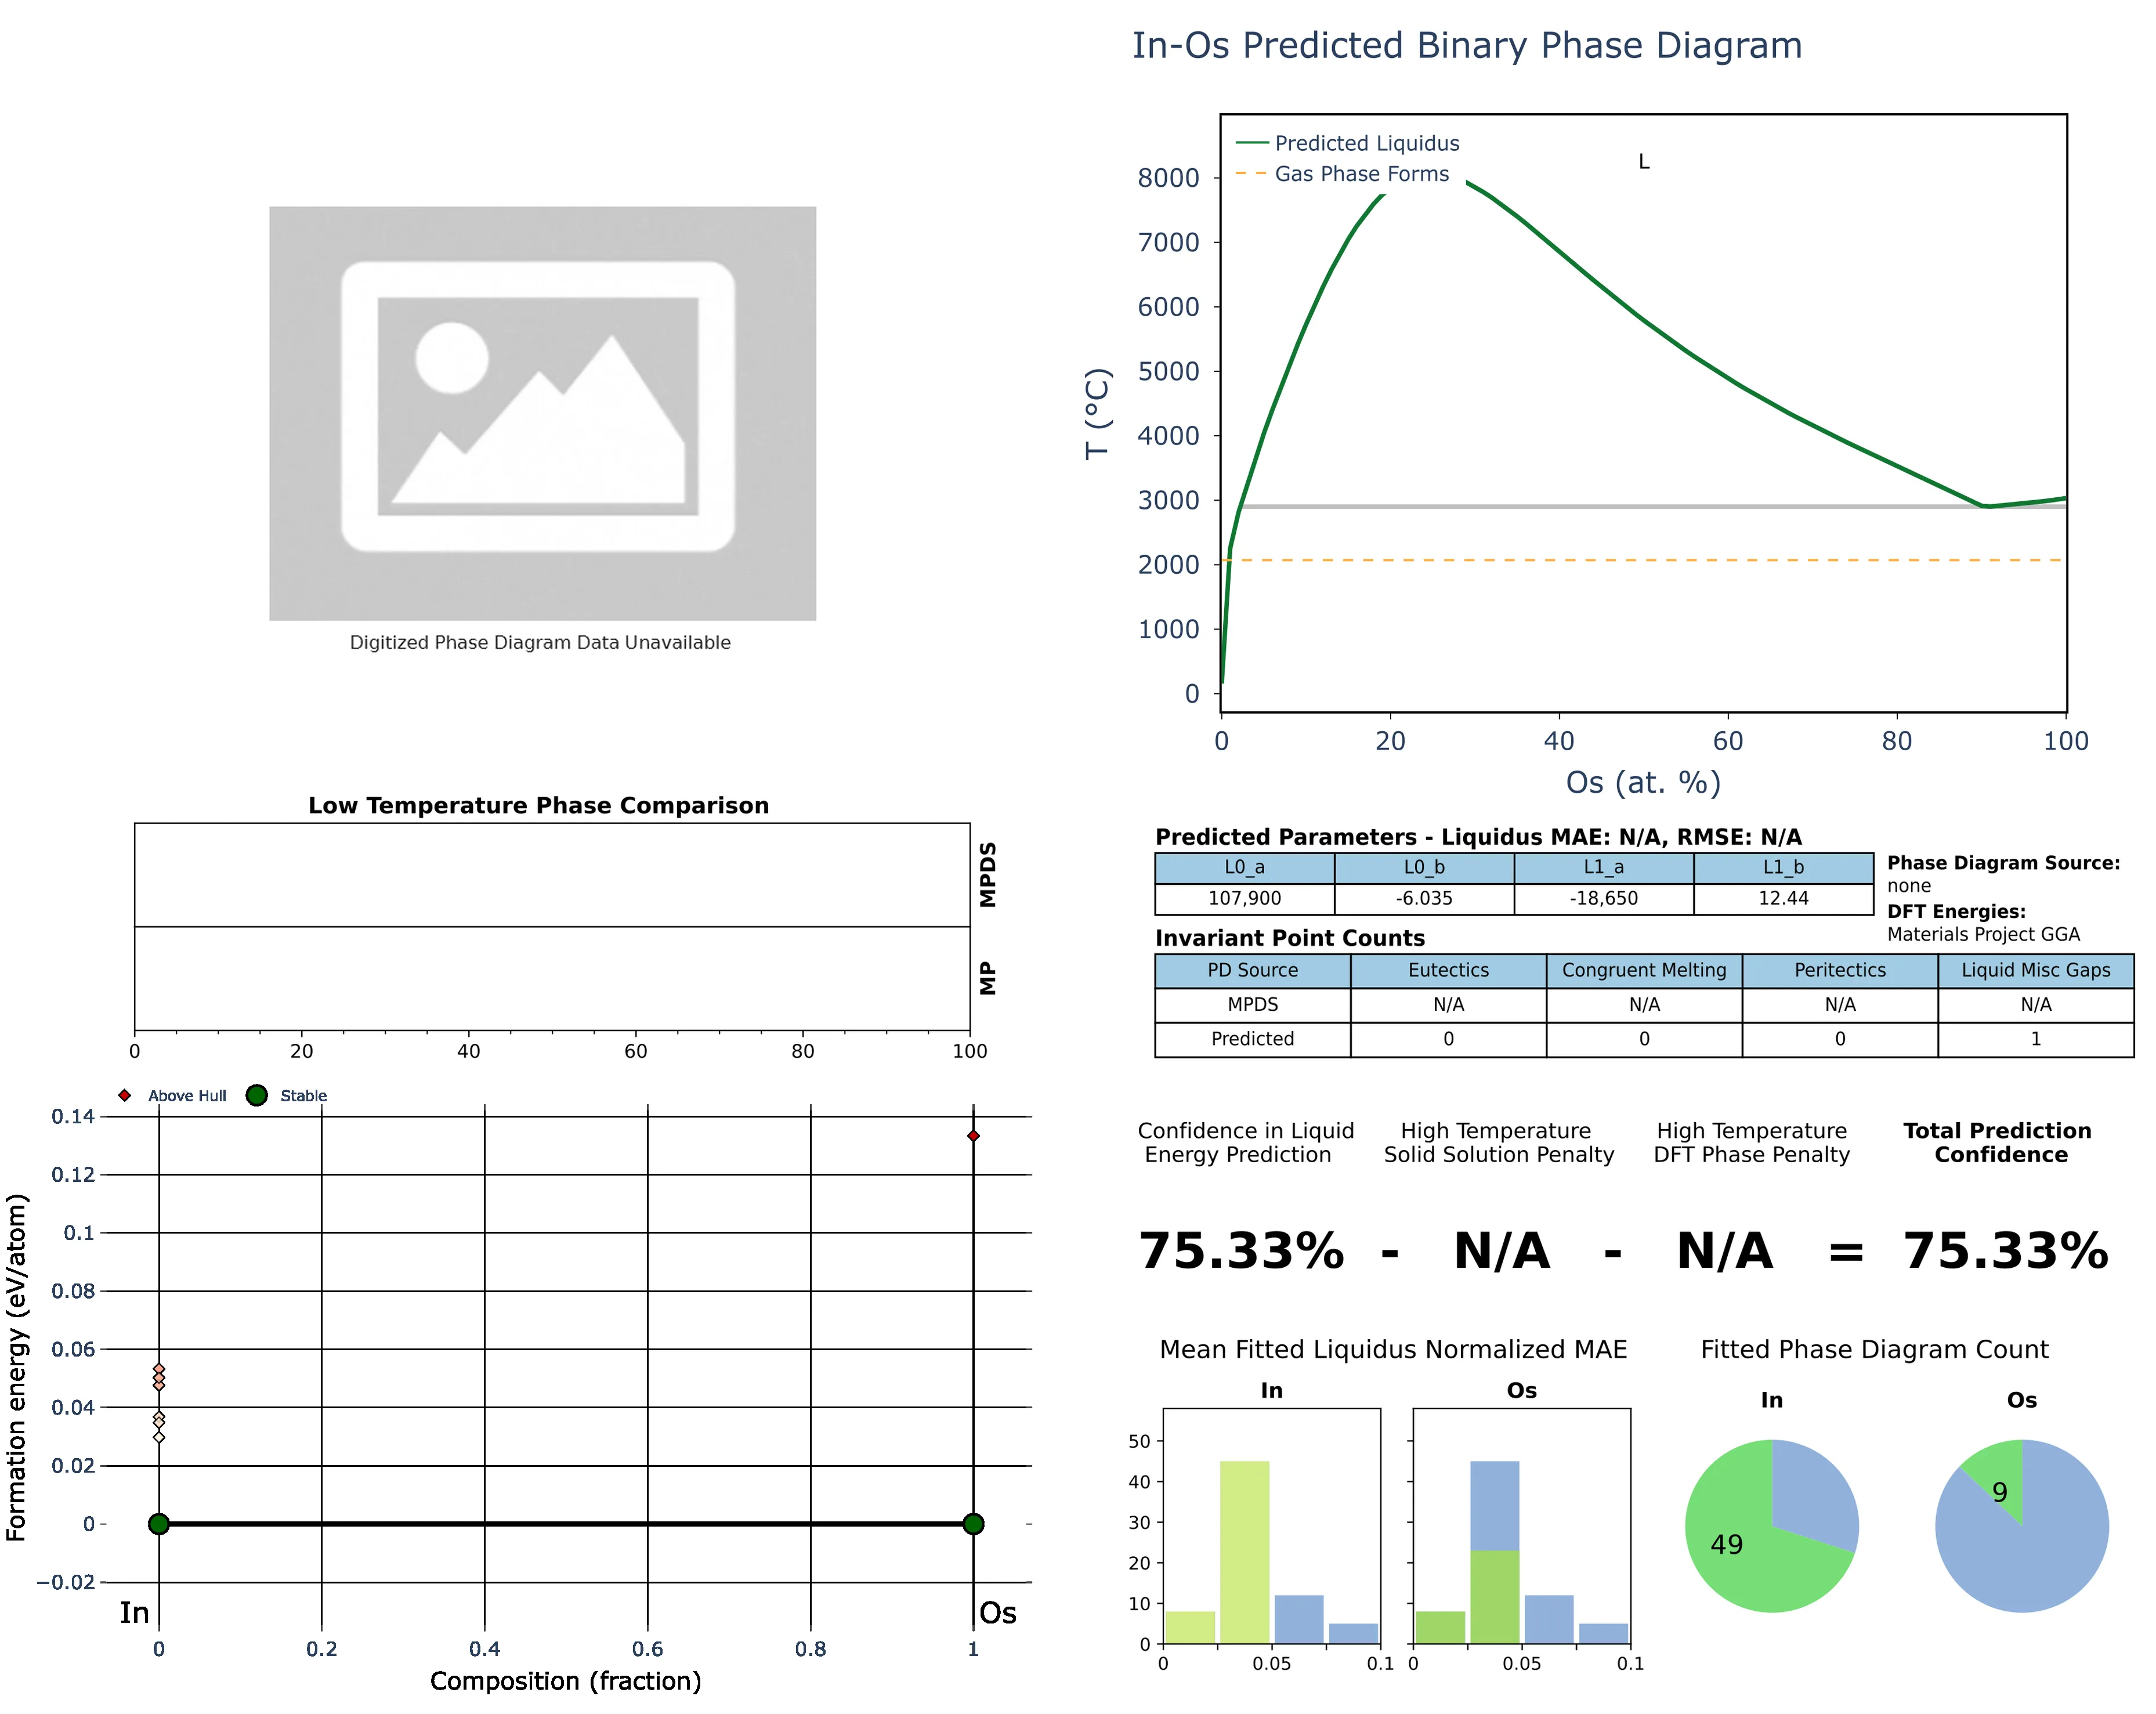 In-Os Predicted Binary Phase Diagram
Predicted Liquidus
Gas Phase Forms
L
8000
7000
6000
5000
4000
3000
2000
1000
0
T (°C)
0 20 40 60 80 100
Os (at. %)
Digitized Phase Diagram Data Unavailable
Low Temperature Phase Comparison
MPDS
MP
0 20 40 60 80 100
Predicted Parameters - Liquidus MAE: N/A, RMSE: N/A
L0_a L0_b L1_a L1_b
107,900 -6.035 -18,650 12.44
Phase Diagram Source:
none
DFT Energies:
Materials Project GGA
Invariant Point Counts
PD Source Eutectics Congruent Melting Peritectics Liquid Misc Gaps
MPDS N/A N/A N/A N/A
Predicted 0 0 0 1
Above Hull Stable
0.14
0.12
0.1
0.08
0.06
0.04
0.02
0
−0.02
Formation energy (eV/atom)
In Os
0 0.2 0.4 0.6 0.8 1
Composition (fraction)
Confidence in Liquid
Energy Prediction
High Temperature
Solid Solution Penalty
High Temperature
DFT Phase Penalty
Total Prediction
Confidence
75.33% - N/A - N/A = 75.33%
Mean Fitted Liquidus Normalized MAE
In Os
50
40
30
20
10
0
0 0.05 0.1 0 0.05 0.1
Fitted Phase Diagram Count
In Os
49 9